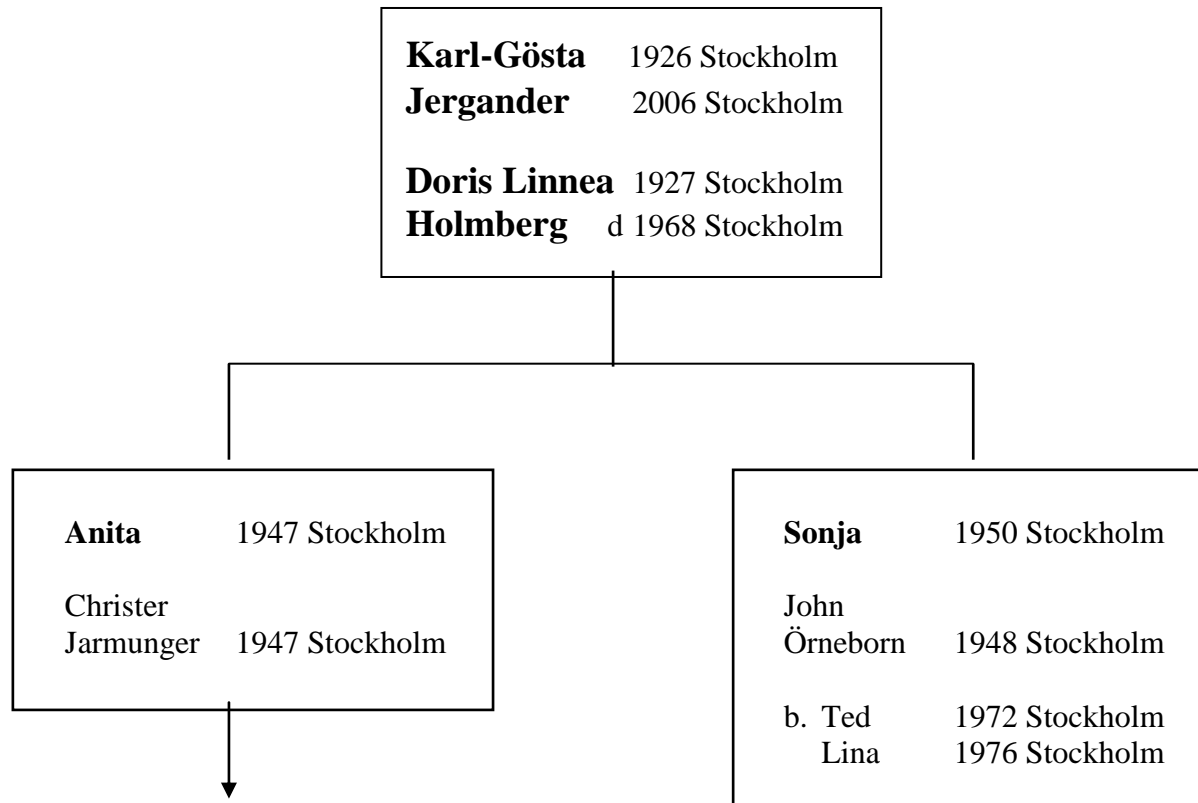 Karl-Gösta 1926 Stockholm
Jergander 2006 Stockholm
Doris Linnea 1927 Stockholm
Holmberg d 1968 Stockholm
Anita 1947 Stockholm
Christer
Jarmunger 1947 Stockholm
Sonja 1950 Stockholm
John
Örneborn 1948 Stockholm
b. Ted 1972 Stockholm
Lina 1976 Stockholm